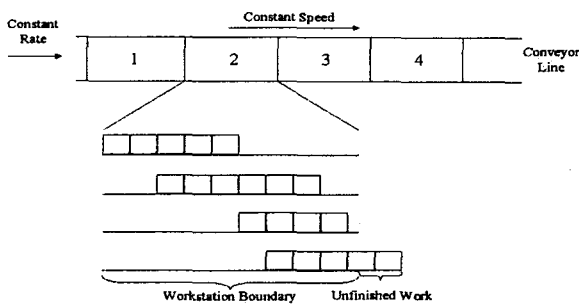 Constant Speed
Constant
Rate
1 2 3 4
Conveyor
Line
Workstation Boundary Unfinished Work